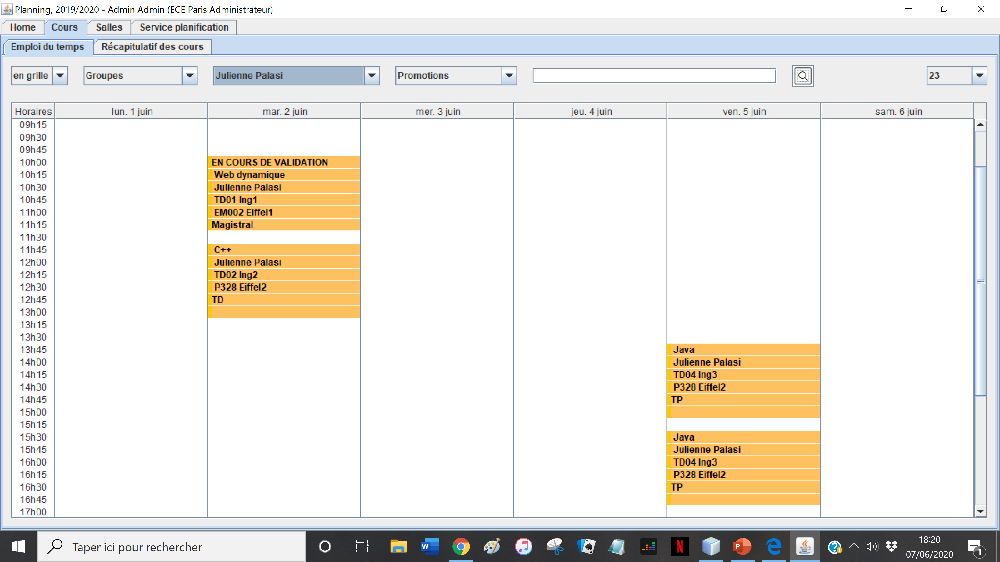 Planning, 2019/2020 - Admin Admin (ECE Paris Administrateur)
Home Cours Salles Service planification
Emploi du temps Récapitulatif des cours
en grille Groupes Julienne Palasi Promotions 23
Horaires lun. 1 juin mar. 2 juin mer. 3 juin jeu. 4 juin ven. 5 juin sam. 6 juin
09h15
09h30
09h45
10h00 EN COURS DE VALIDATION
10h15 Web dynamique
10h30 Julienne Palasi
10h45 TD01 Ing1
11h00 EM002 Eiffel1
11h15 Magistral
11h30
11h45 C++
12h00 Julienne Palasi
12h15 TD02 Ing2
12h30 P328 Eiffel2
12h45 TD
13h00
13h15
13h30
13h45 Java
14h00 Julienne Palasi
14h15 TD04 Ing3
14h30 P328 Eiffel2
14h45 TP
15h00
15h15
15h30 Java
15h45 Julienne Palasi
16h00 TD04 Ing3
16h15 P328 Eiffel2
16h30 TP
16h45
17h00
Taper ici pour rechercher
18:20
07/06/2020
1